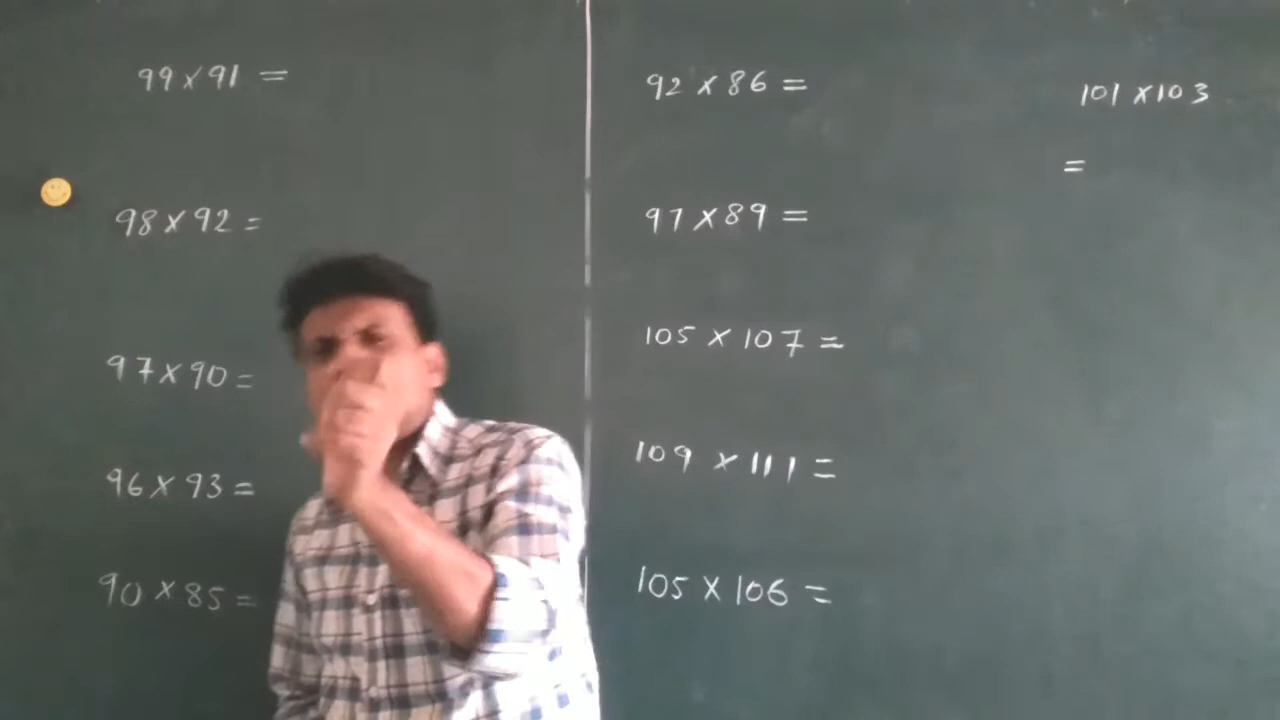 99 × 91 =
98 × 92 =
97 × 90 =
96 × 93 =
90 × 85 =
92 × 86 =
97 × 89 =
105 × 107 =
109 × 111 =
105 × 106 =
101 × 103
=